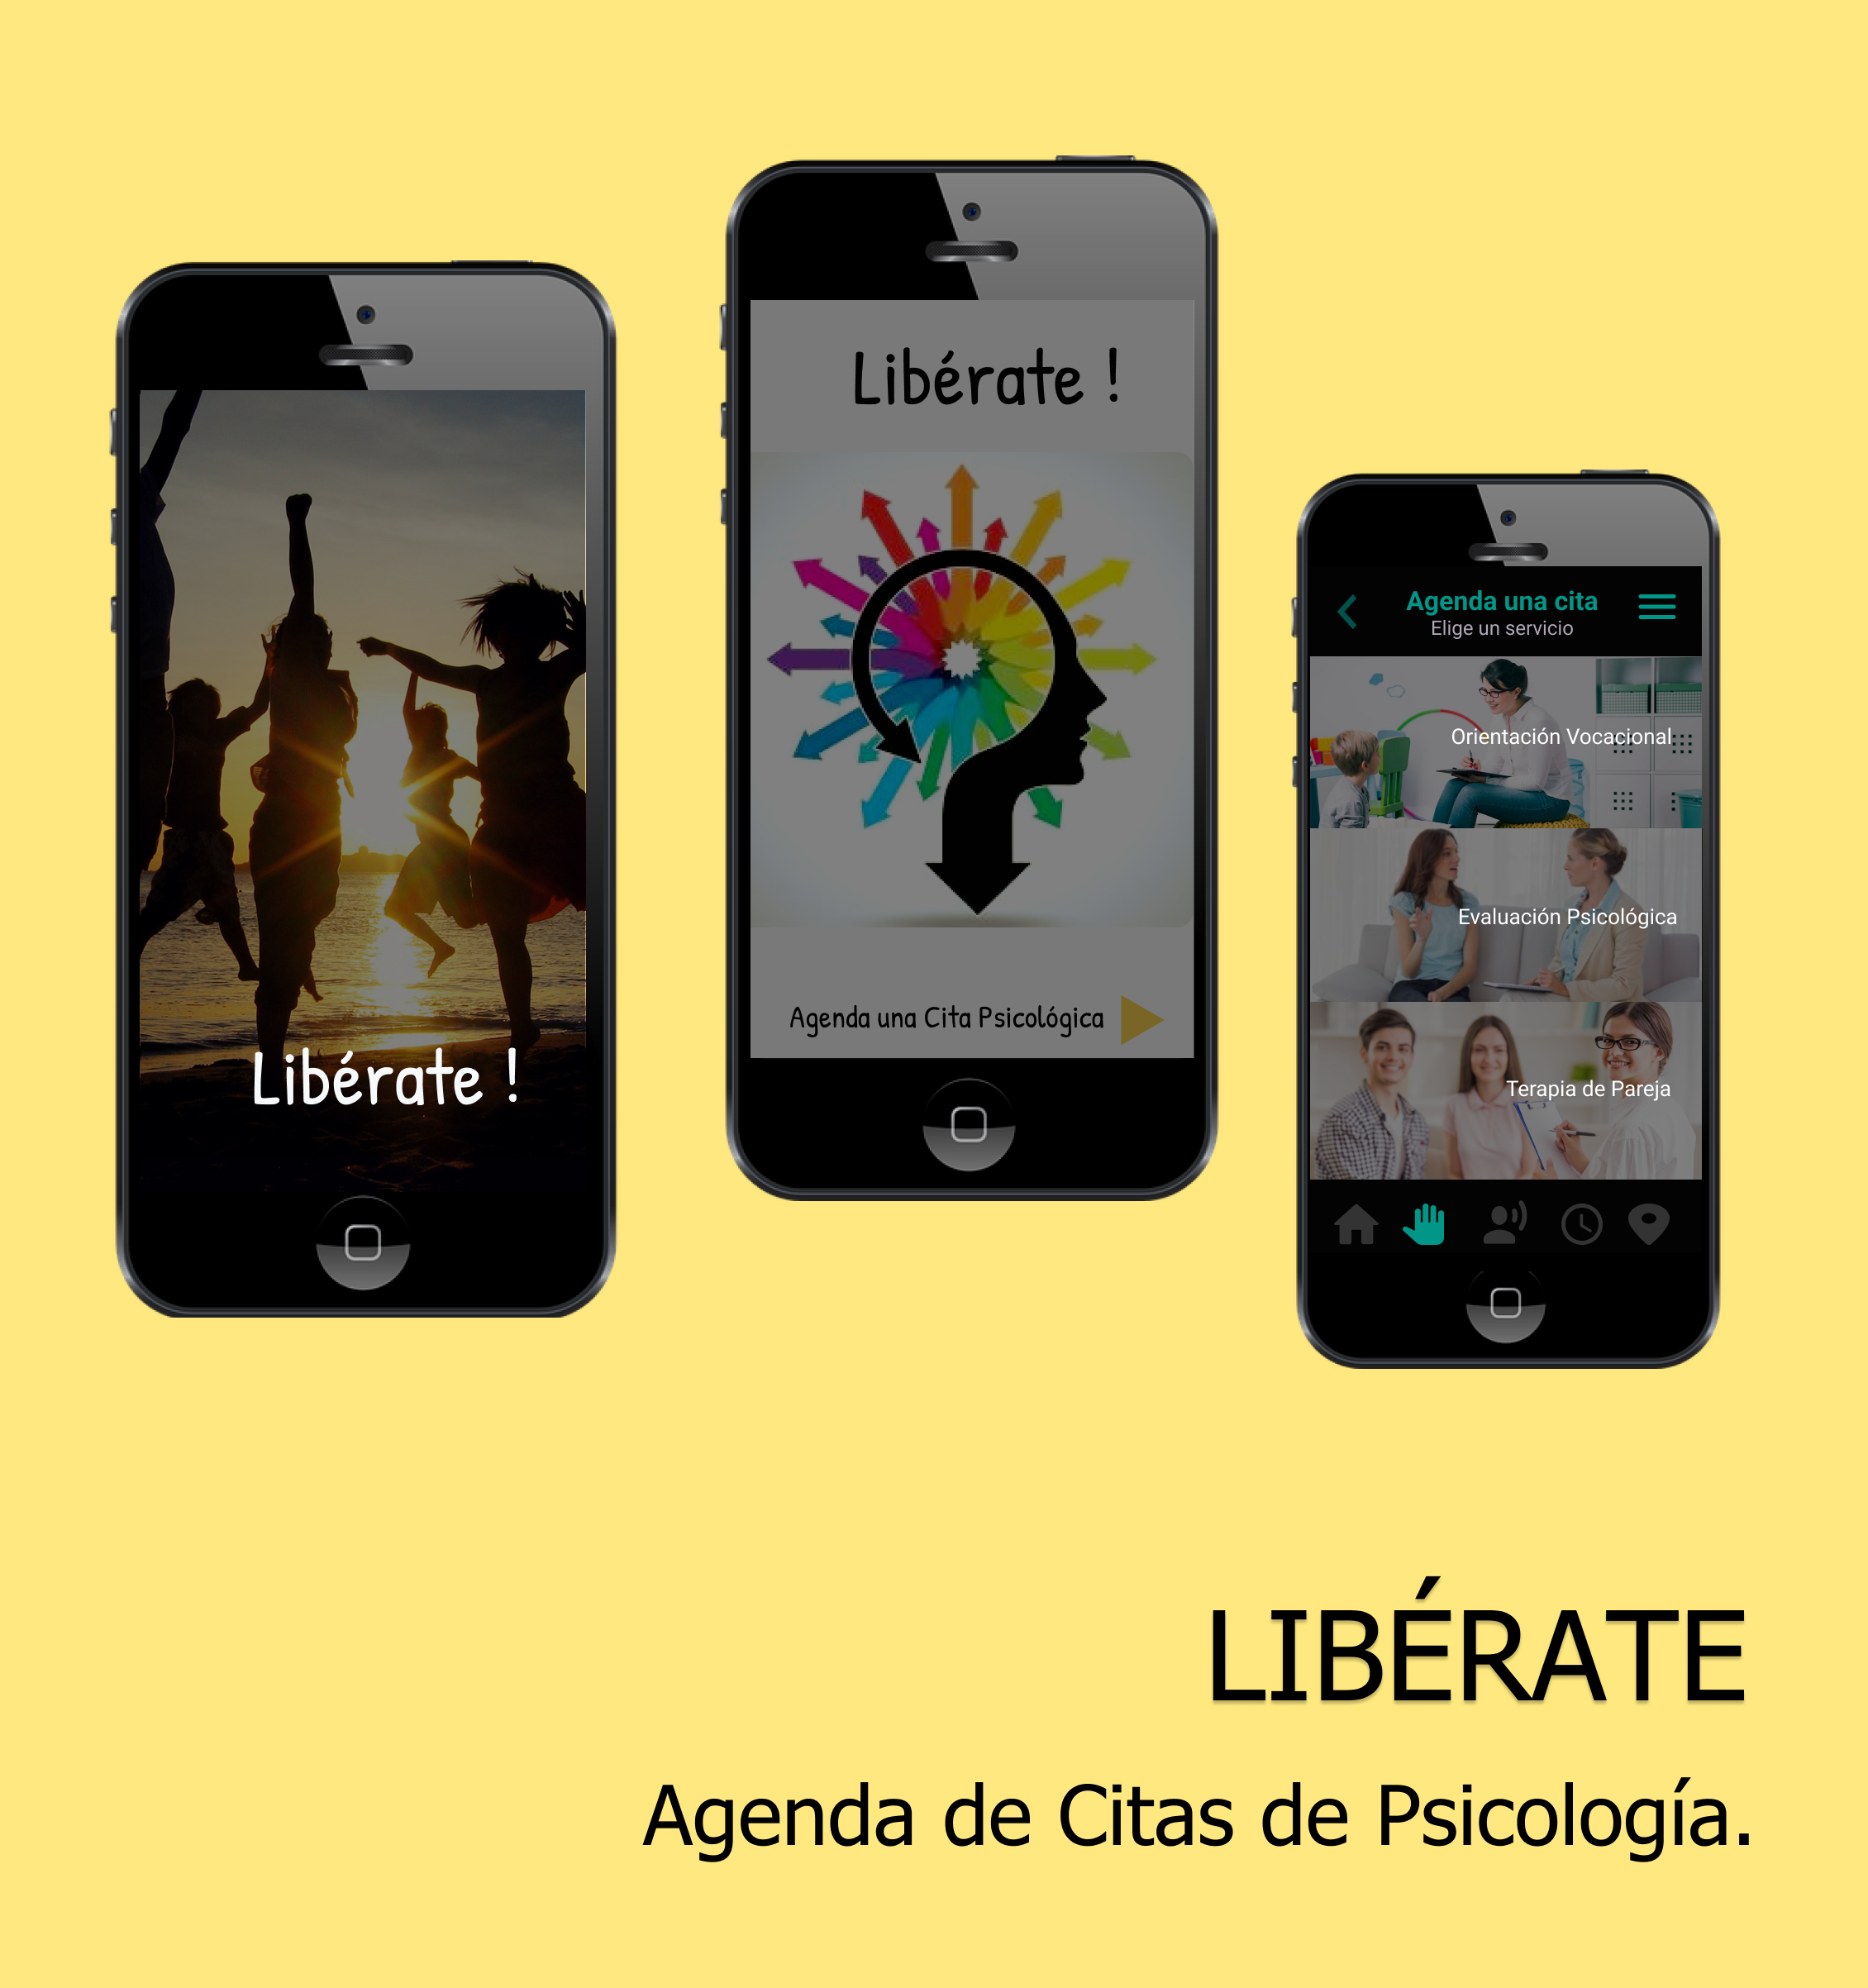 Libérate !
Libérate !
Agenda una Cita Psicológica
Agenda una cita
Elige un servicio
Orientación Vocacional
Evaluación Psicológica
Terapia de Pareja
LIBÉRATE
Agenda de Citas de Psicología.